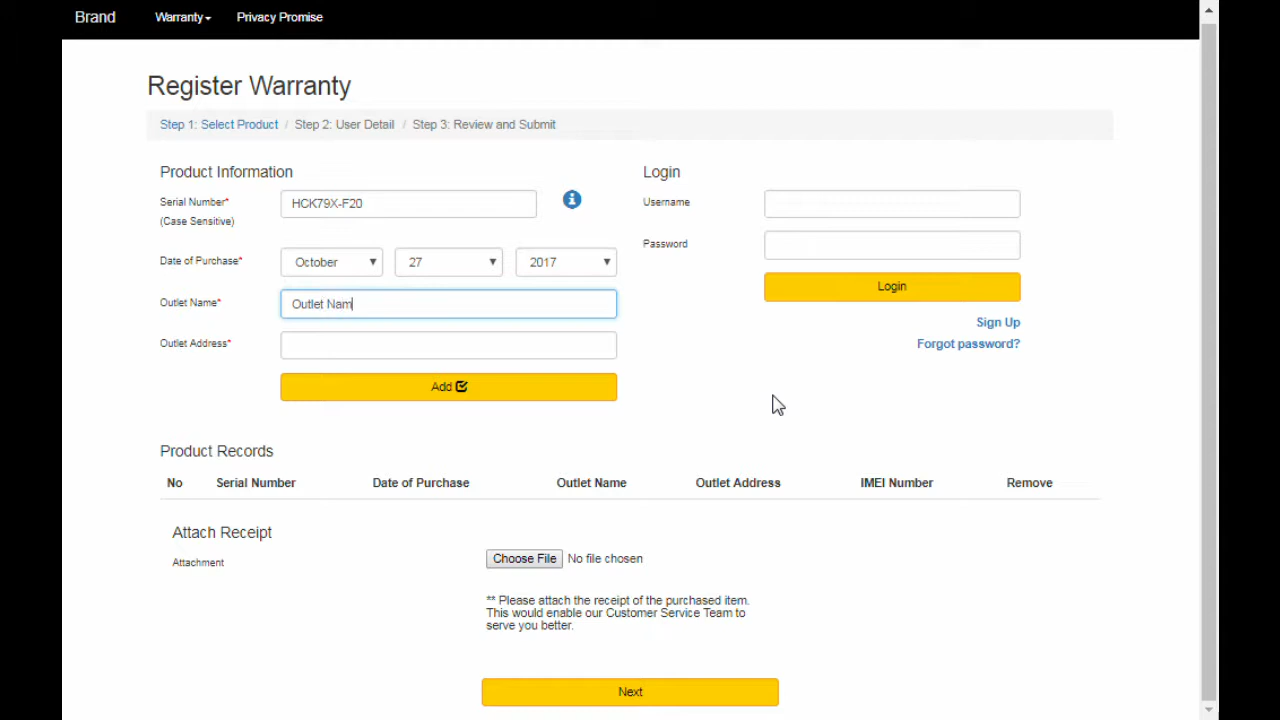 Brand Warranty Privacy Promise
Register Warranty
Step 1: Select Product / Step 2: User Detail / Step 3: Review and Submit
Product Information
Serial Number*
(Case Sensitive)
HCK79X-F20
Date of Purchase* October 27 2017
Outlet Name* Outlet Nam
Outlet Address*
Add
Login
Username
Password
Login
Sign Up
Forgot password?
Product Records
No Serial Number Date of Purchase Outlet Name Outlet Address IMEI Number Remove
Attach Receipt
Attachment Choose File No file chosen
** Please attach the receipt of the purchased item.
This would enable our Customer Service Team to
serve you better.
Next